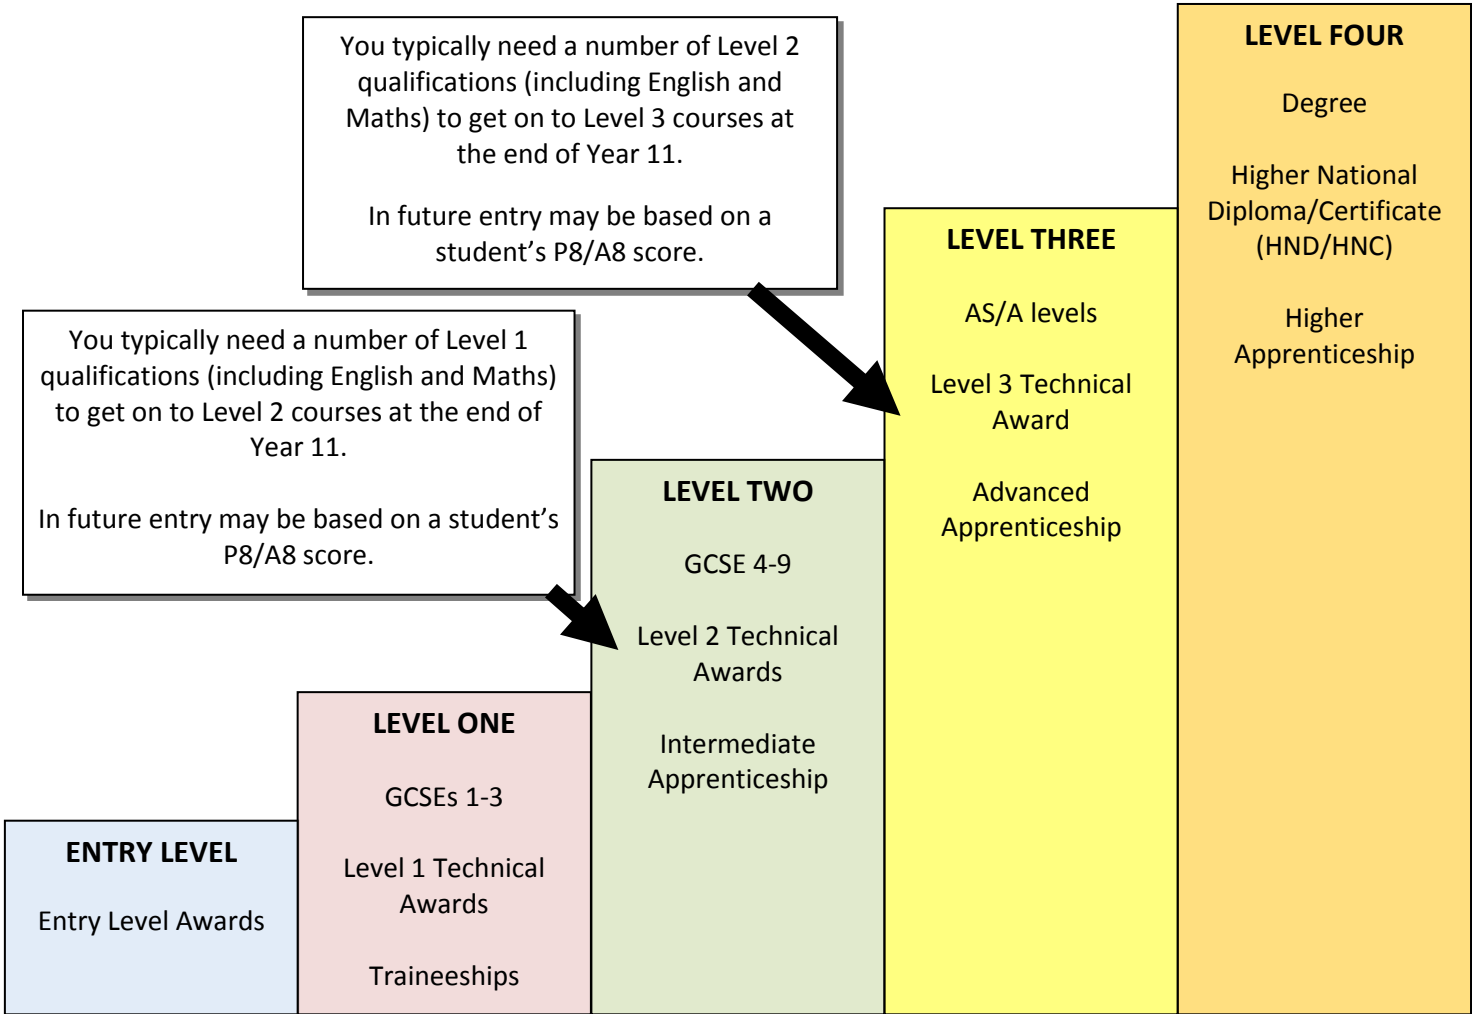 You typically need a number of Level 2
qualifications (including English and
Maths) to get on to Level 3 courses at
the end of Year 11.
In future entry may be based on a
student’s P8/A8 score.
You typically need a number of Level 1
qualifications (including English and Maths)
to get on to Level 2 courses at the end of
Year 11.
In future entry may be based on a student’s
P8/A8 score.
ENTRY LEVEL
Entry Level Awards
LEVEL ONE
GCSEs 1-3
Level 1 Technical
Awards
Traineeships
LEVEL TWO
GCSE 4-9
Level 2 Technical
Awards
Intermediate
Apprenticeship
LEVEL THREE
AS/A levels
Level 3 Technical
Award
Advanced
Apprenticeship
LEVEL FOUR
Degree
Higher National
Diploma/Certificate
(HND/HNC)
Higher
Apprenticeship